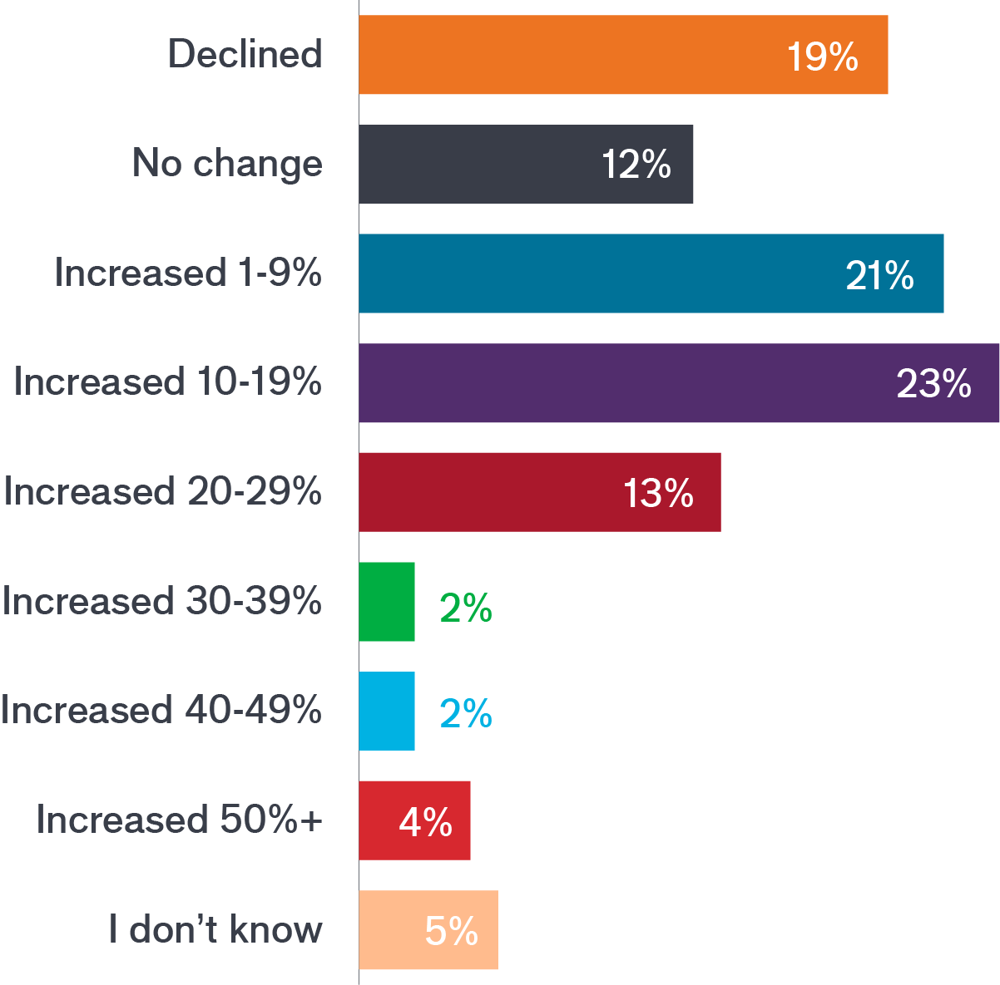 Declined 19%
No change 12%
Increased 1-9% 21%
Increased 10-19% 23%
Increased 20-29% 13%
Increased 30-39% 2%
Increased 40-49% 2%
Increased 50%+ 4%
I don’t know 5%